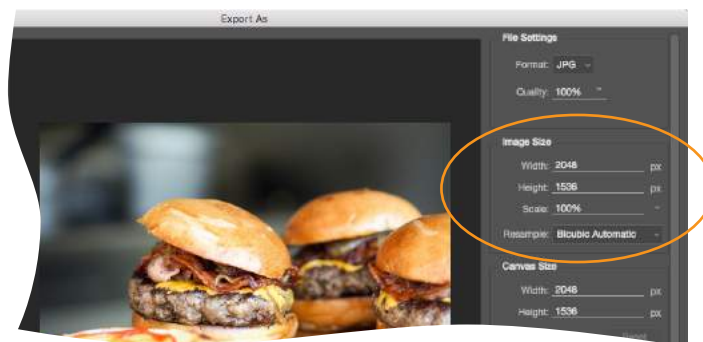 Export As
File Settings
Format: JPG
Quality: 100%
Image Size
Width: 2048 px
Height: 1536 px
Scale: 100%
Resample: Bicubic Automatic
Canvas Size
Width: 2048 px
Height: 1536 px
Reset